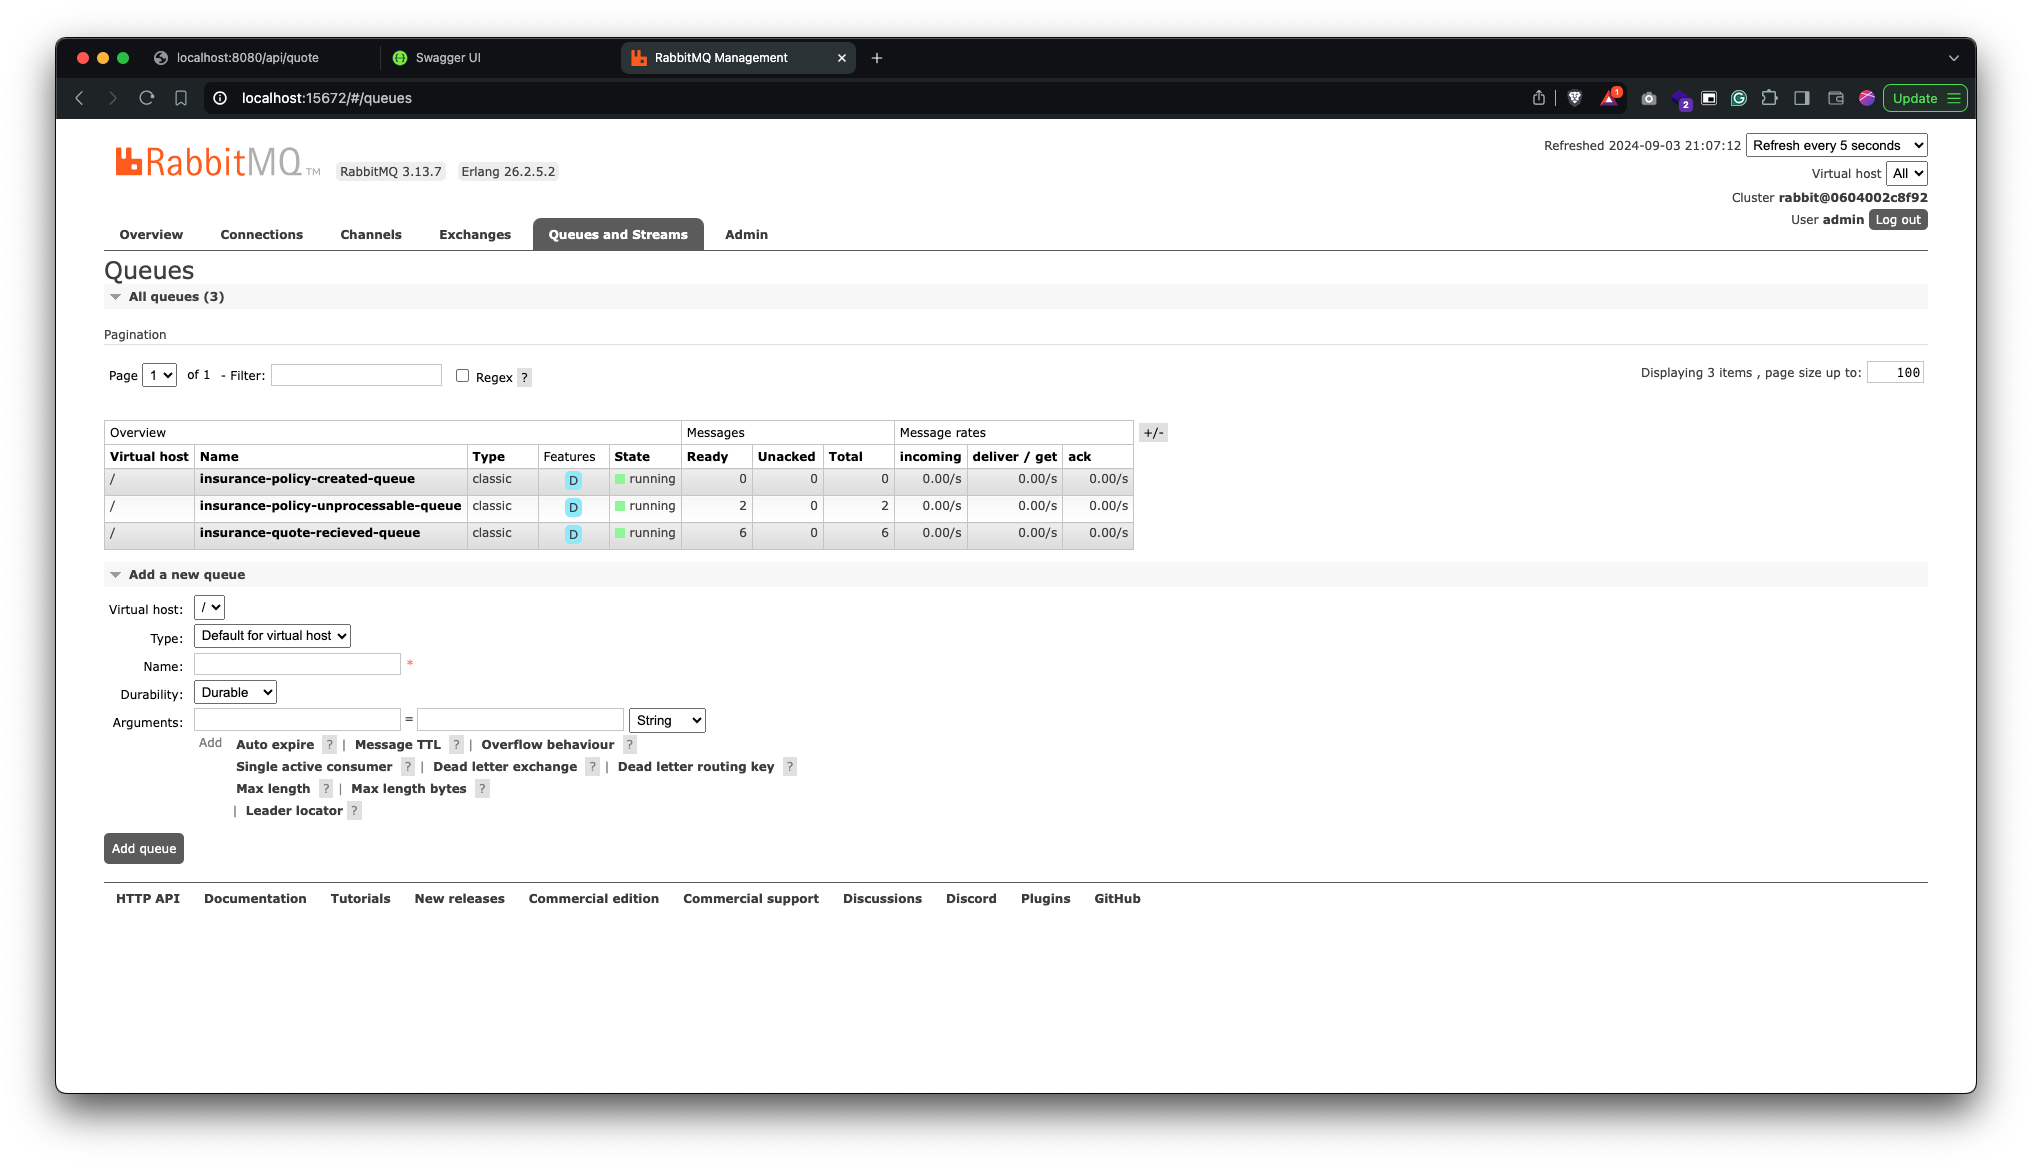 localhost:8080/api/quote
Swagger UI
RabbitMQ Management
localhost:15672/#/queues
1
2
Update
RabbitMQ TM
RabbitMQ 3.13.7
Erlang 26.2.5.2
Refreshed 2024-09-03 21:07:12 Refresh every 5 seconds
Virtual host All
Cluster rabbit@0604002c8f92
User admin Log out
Overview Connections Channels Exchanges Queues and Streams Admin
Queues
All queues (3)
Pagination
Page 1 of 1 - Filter: Regex ?
Displaying 3 items , page size up to: 100
Overview Messages Message rates +/-
Virtual host Name Type Features State Ready Unacked Total incoming deliver / get ack
/ insurance-policy-created-queue classic D running 0 0 0 0.00/s 0.00/s 0.00/s
/ insurance-policy-unprocessable-queue classic D running 2 0 2 0.00/s 0.00/s 0.00/s
/ insurance-quote-recieved-queue classic D running 6 0 6 0.00/s 0.00/s 0.00/s
Add a new queue
Virtual host: /
Type: Default for virtual host
Name: *
Durability: Durable
Arguments: = String
Add Auto expire ? | Message TTL ? | Overflow behaviour ?
Single active consumer ? | Dead letter exchange ? | Dead letter routing key ?
Max length ? | Max length bytes ?
| Leader locator ?
Add queue
HTTP API Documentation Tutorials New releases Commercial edition Commercial support Discussions Discord Plugins GitHub